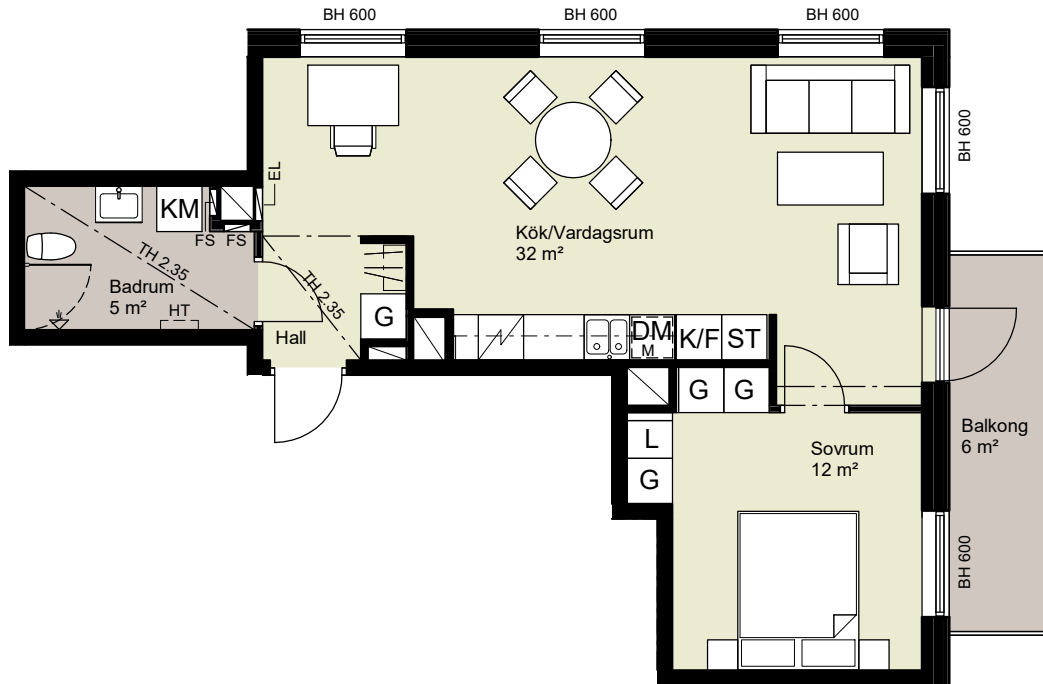 BH 600
BH 600
BH 600
BH 600
EL
KM
FS
FS
TH 2.35
Badrum
5 m²
HT
TH 2.35
Hall
G
Kök/Vardagsrum
32 m²
DM
M
K/F
ST
G
G
L
G
Sovrum
12 m²
Balkong
6 m²
BH 600